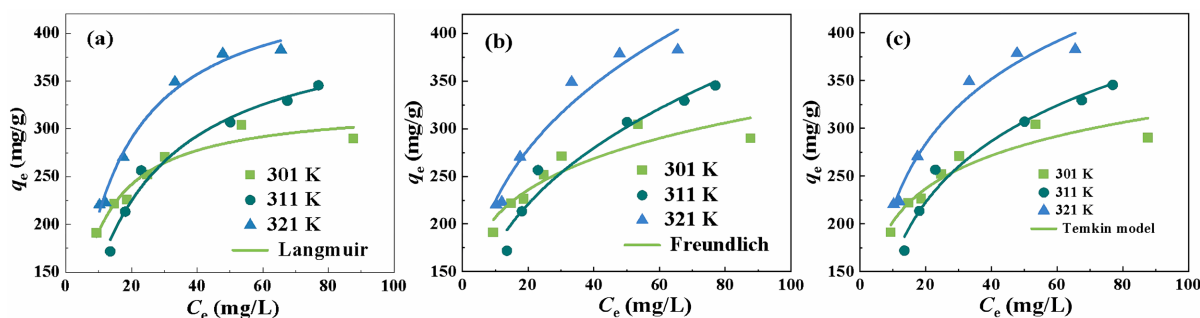 (a)
400
350
300
250
200
150
qe (mg/g)
301 K
311 K
321 K
Langmuir
0 20 40 60 80 100
Ce (mg/L)
(b)
400
350
300
250
200
150
qe (mg/g)
301 K
311 K
321 K
Freundlich
0 20 40 60 80 100
Ce (mg/L)
(c)
400
350
300
250
200
150
qe (mg/g)
301 K
311 K
321 K
Temkin model
0 20 40 60 80 100
Ce (mg/L)